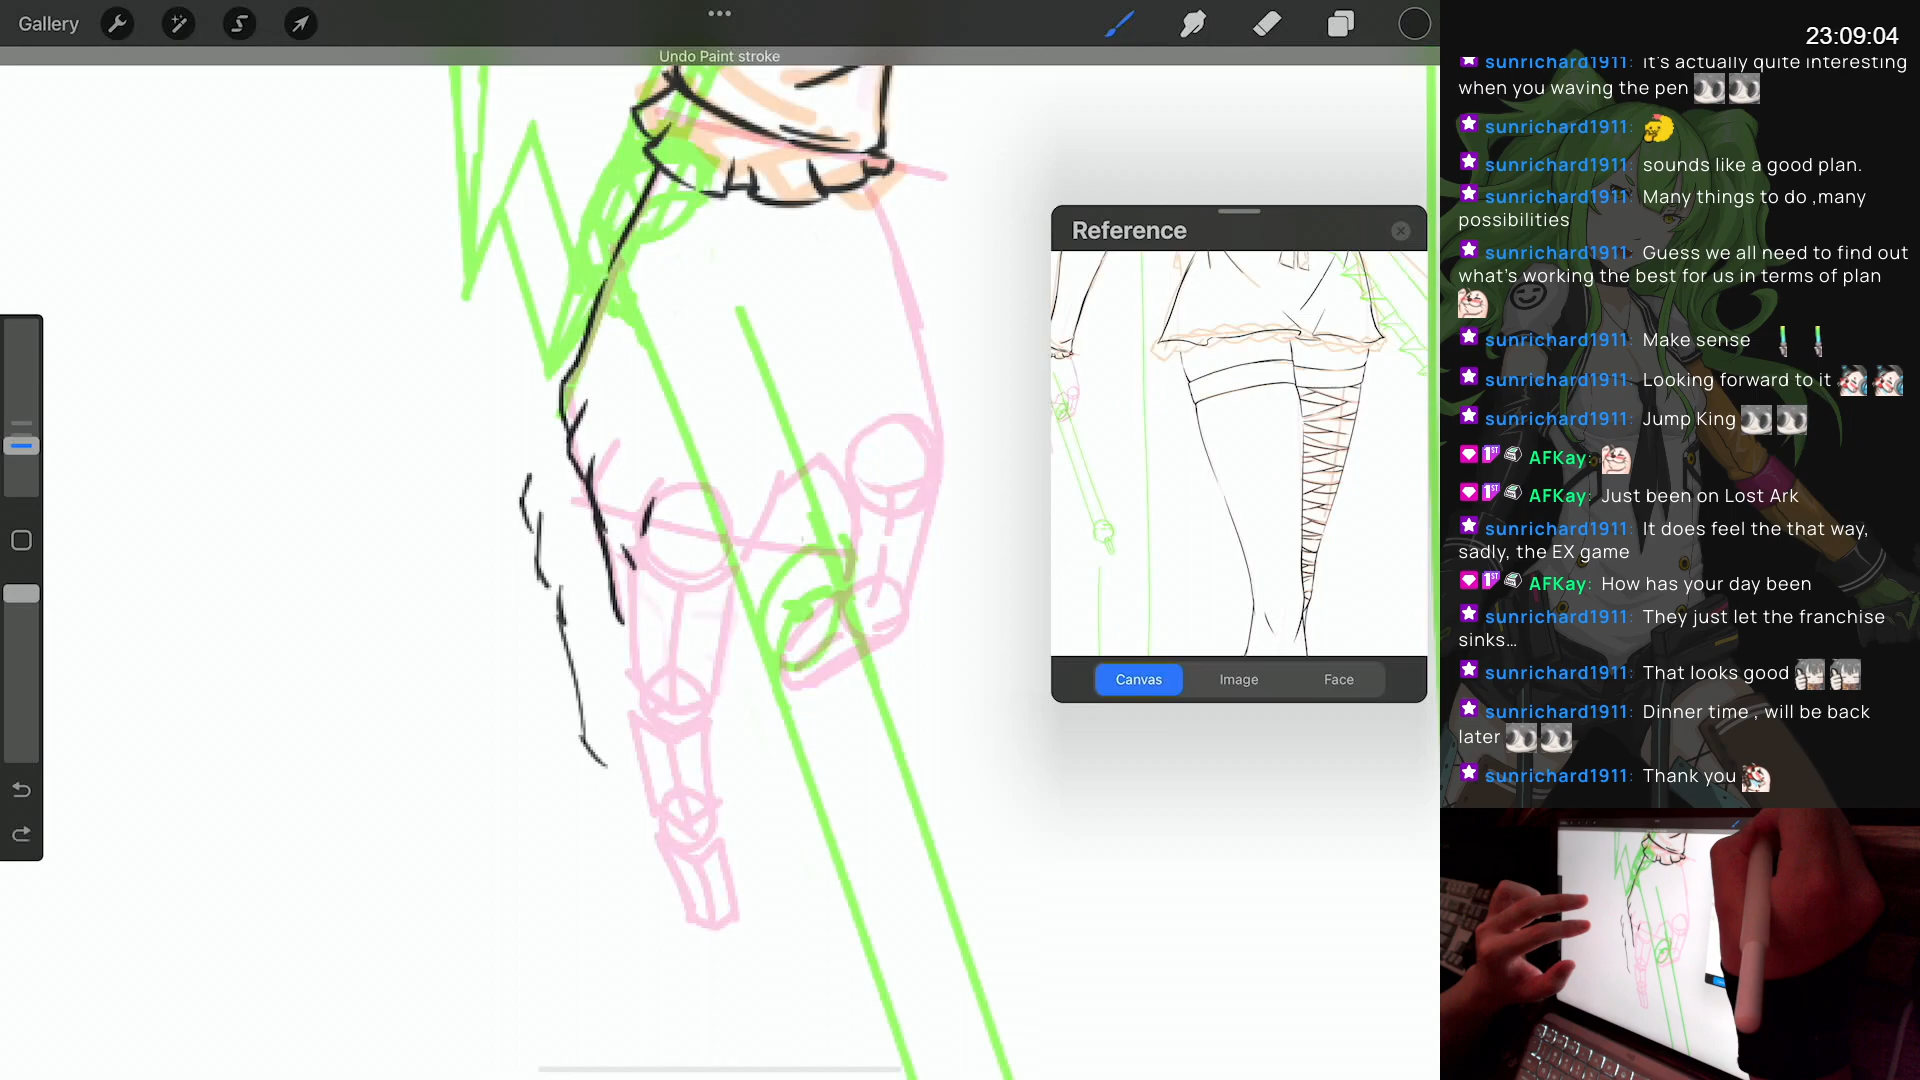 Gallery
Undo Paint stroke
Reference
Canvas
Image
Face
23:09:04
sunrichard1911: it's actually quite interesting
when you waving the pen
sunrichard1911:
sunrichard1911: sounds like a good plan.
sunrichard1911: Many things to do ,many
possibilities
sunrichard1911: Guess we all need to find out
what's working the best for us in terms of plan
sunrichard1911: Make sense
sunrichard1911: Looking forward to it
sunrichard1911: Jump King
1ST AFKay:
1ST AFKay: Just been on Lost Ark
sunrichard1911: It does feel the that way,
sadly, the EX game
1ST AFKay: How has your day been
sunrichard1911: They just let the franchise
sinks...
sunrichard1911: That looks good
sunrichard1911: Dinner time , will be back
later
sunrichard1911: Thank you